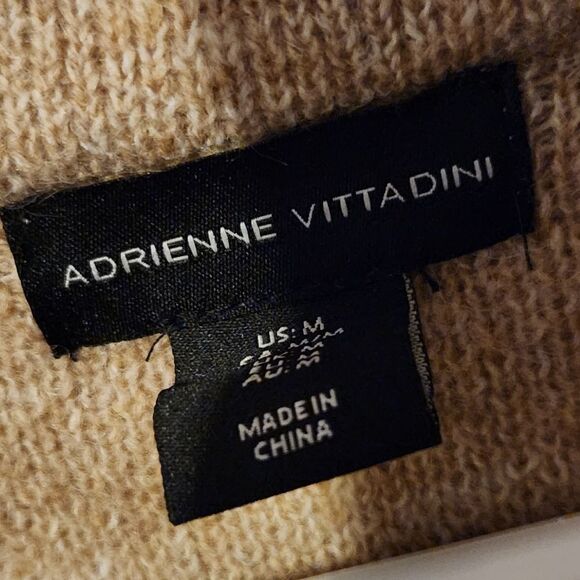 ADRIENNE VITTADINI
US: M
AU: M
MADE IN
CHINA